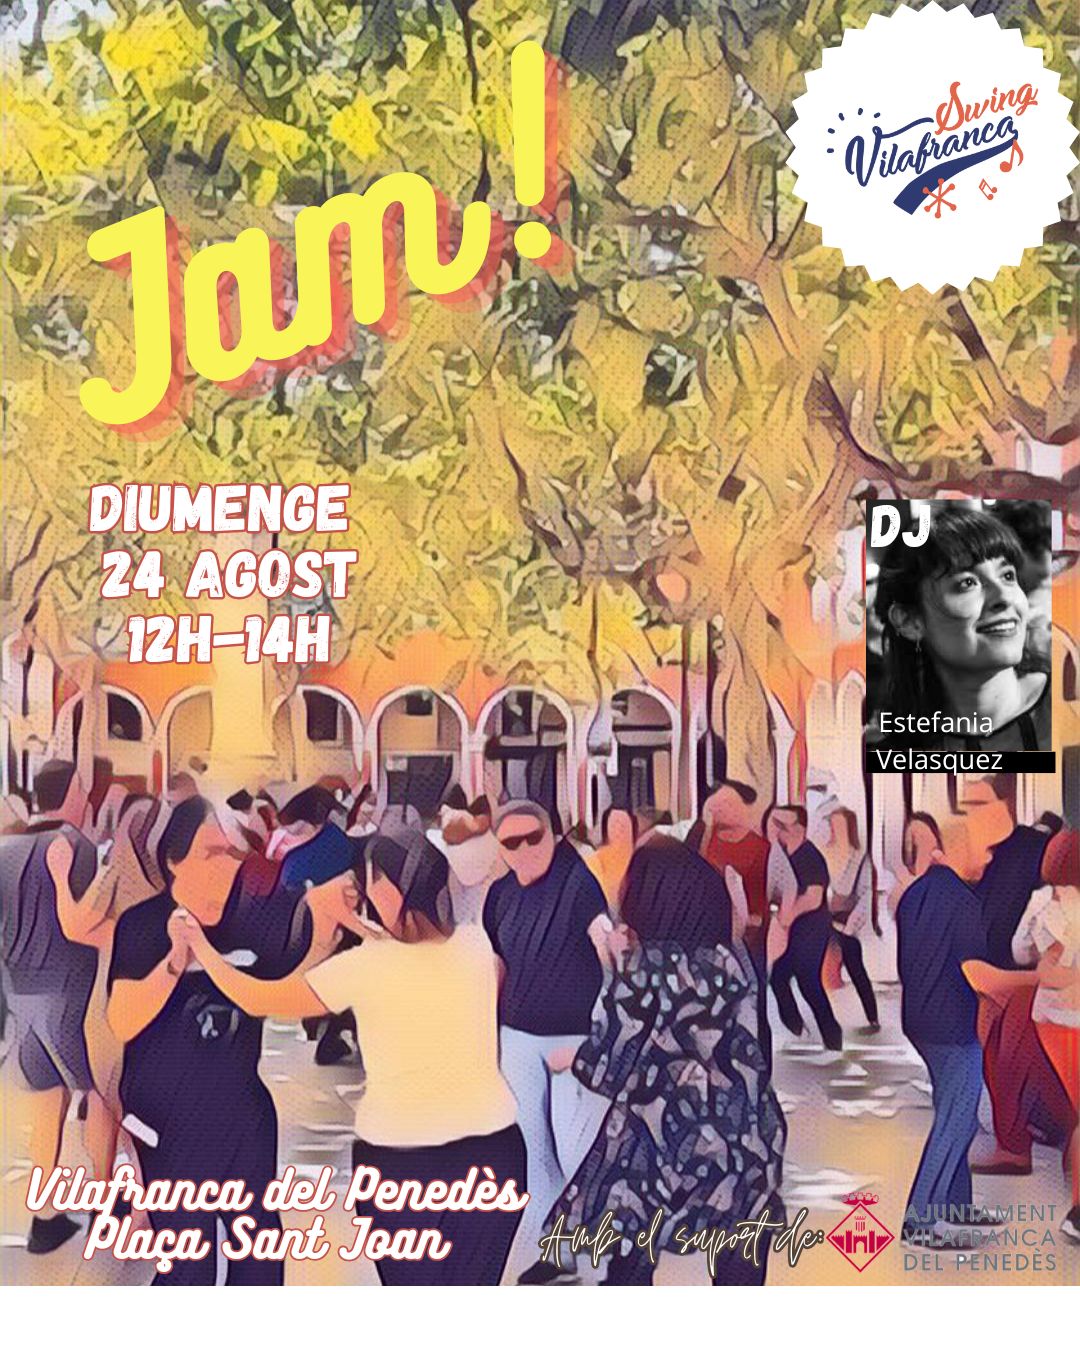 Jam!
Swing
Vilafranca
DIUMENGE
24 AGOST
12H-14H
DJ
Estefania
Velasquez
Vilafranca del Penedès
Plaça Sant Joan
Amb el suport de:
AJUNTAMENT
VILAFRANCA
DEL PENEDÈS